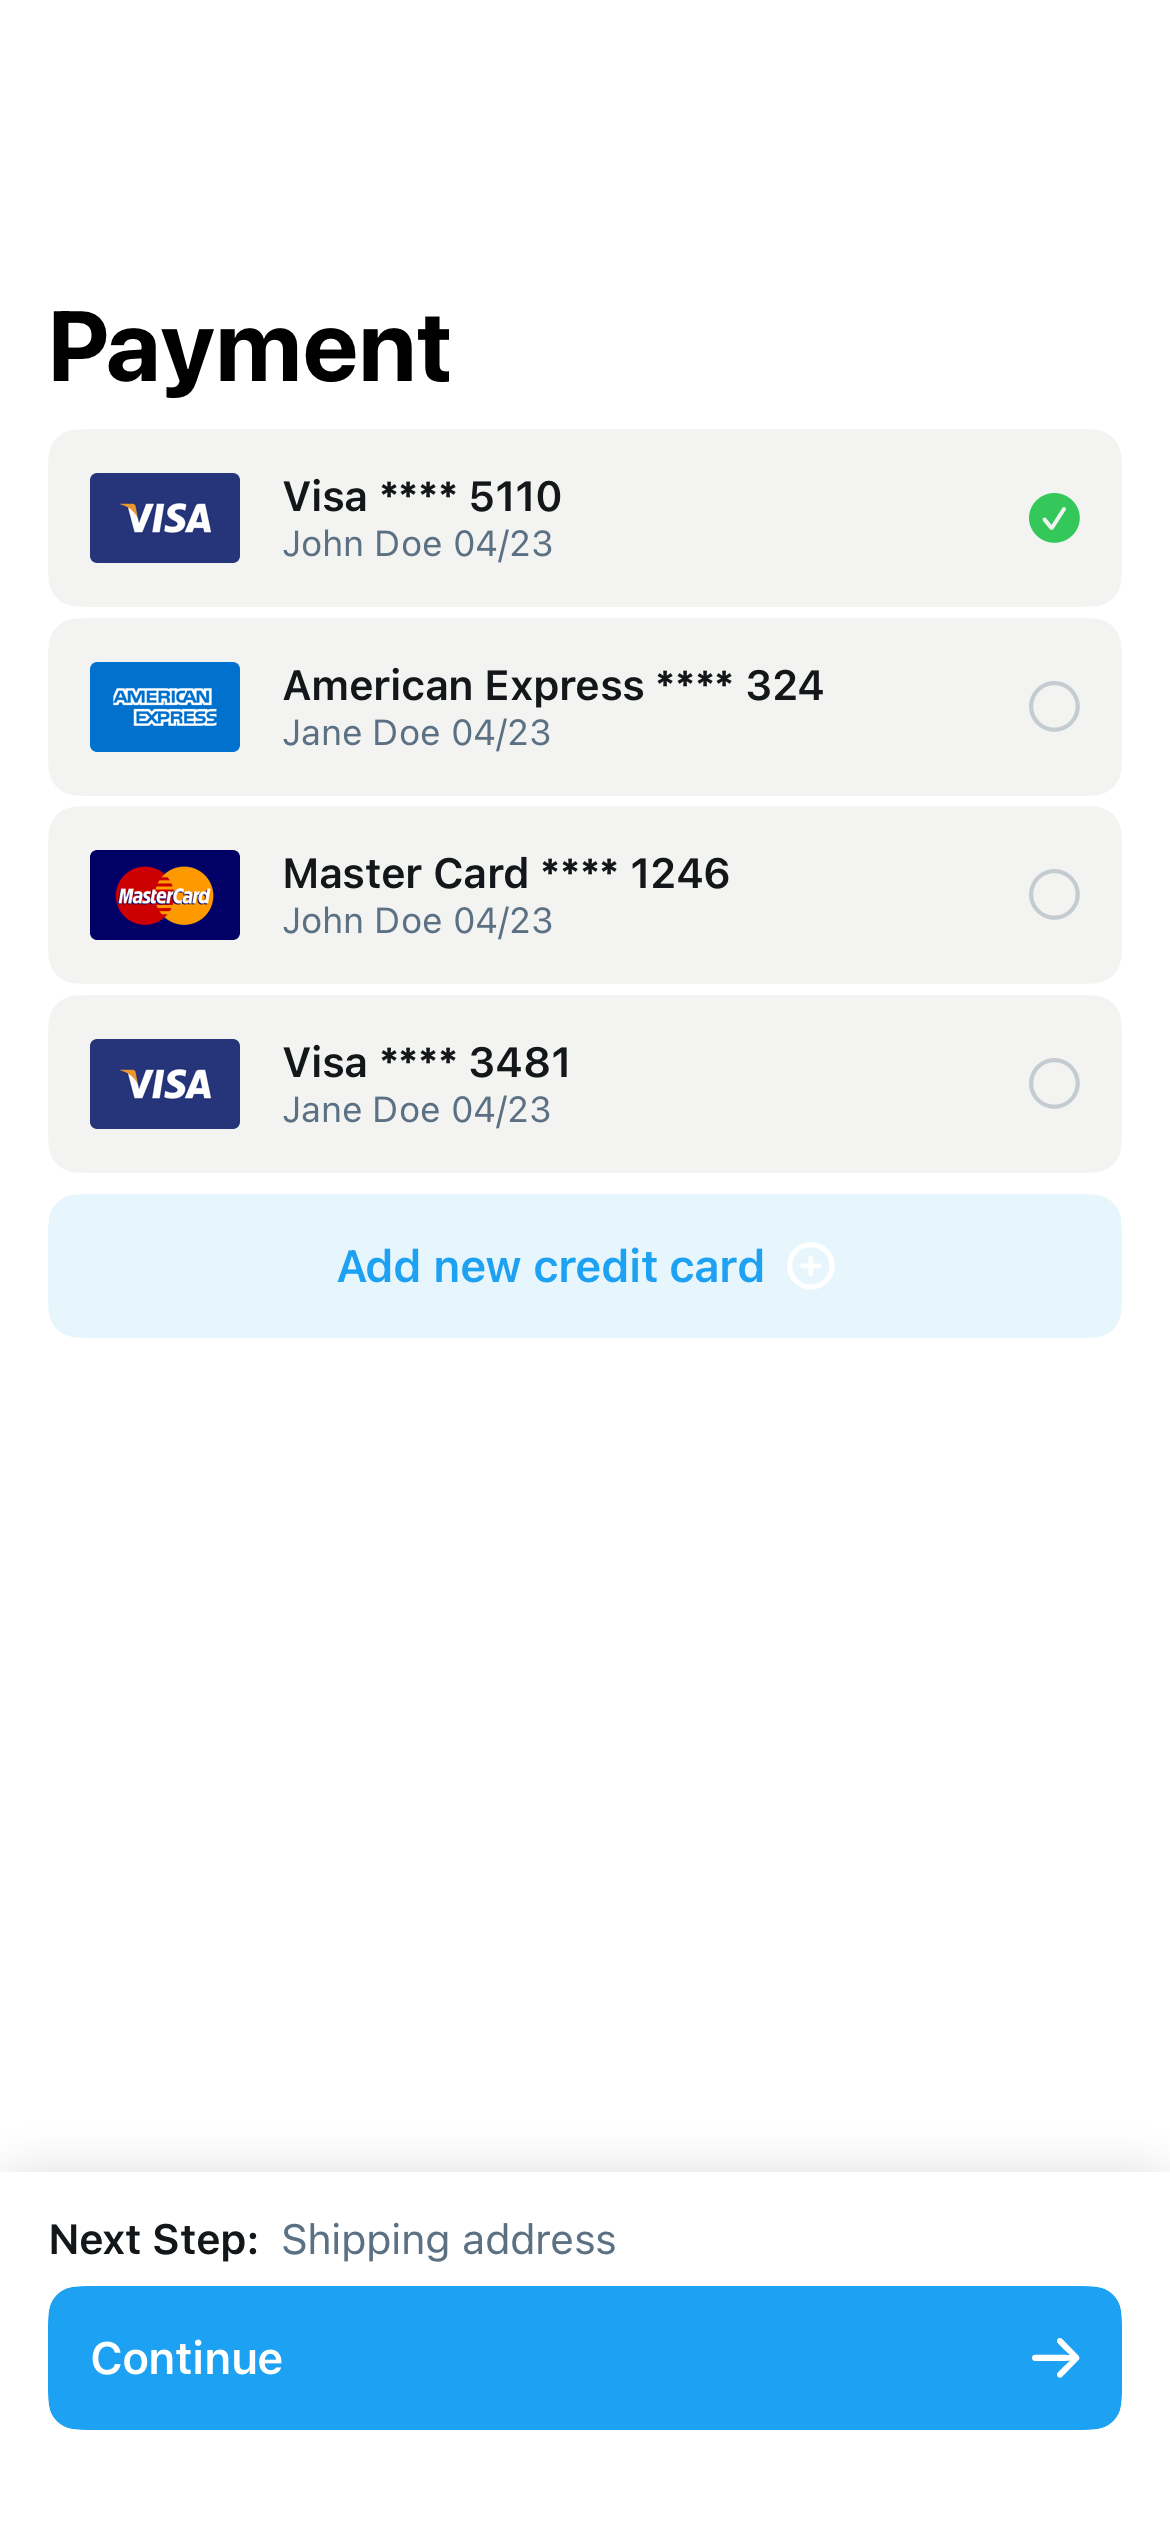 Payment
VISA
Visa **** 5110
John Doe 04/23
AMERICAN
EXPRESS
American Express **** 324
Jane Doe 04/23
MasterCard
Master Card **** 1246
John Doe 04/23
VISA
Visa **** 3481
Jane Doe 04/23
Add new credit card
Next Step: Shipping address
Continue